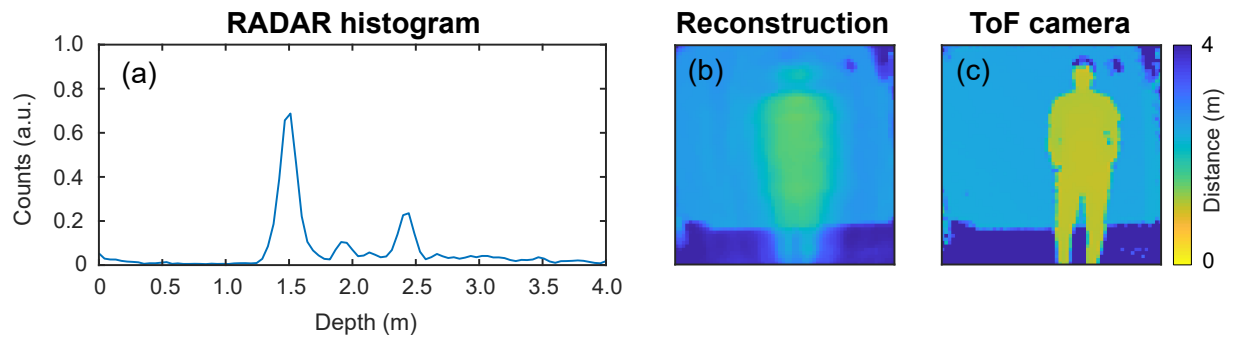 RADAR histogram
Reconstruction
ToF camera
Counts (a.u.)
1.0
0.8
0.6
0.4
0.2
0
(a)
0
0.5
1.0
1.5
2.0
2.5
3.0
3.5
4.0
Depth (m)
(b)
(c)
4
0
Distance (m)